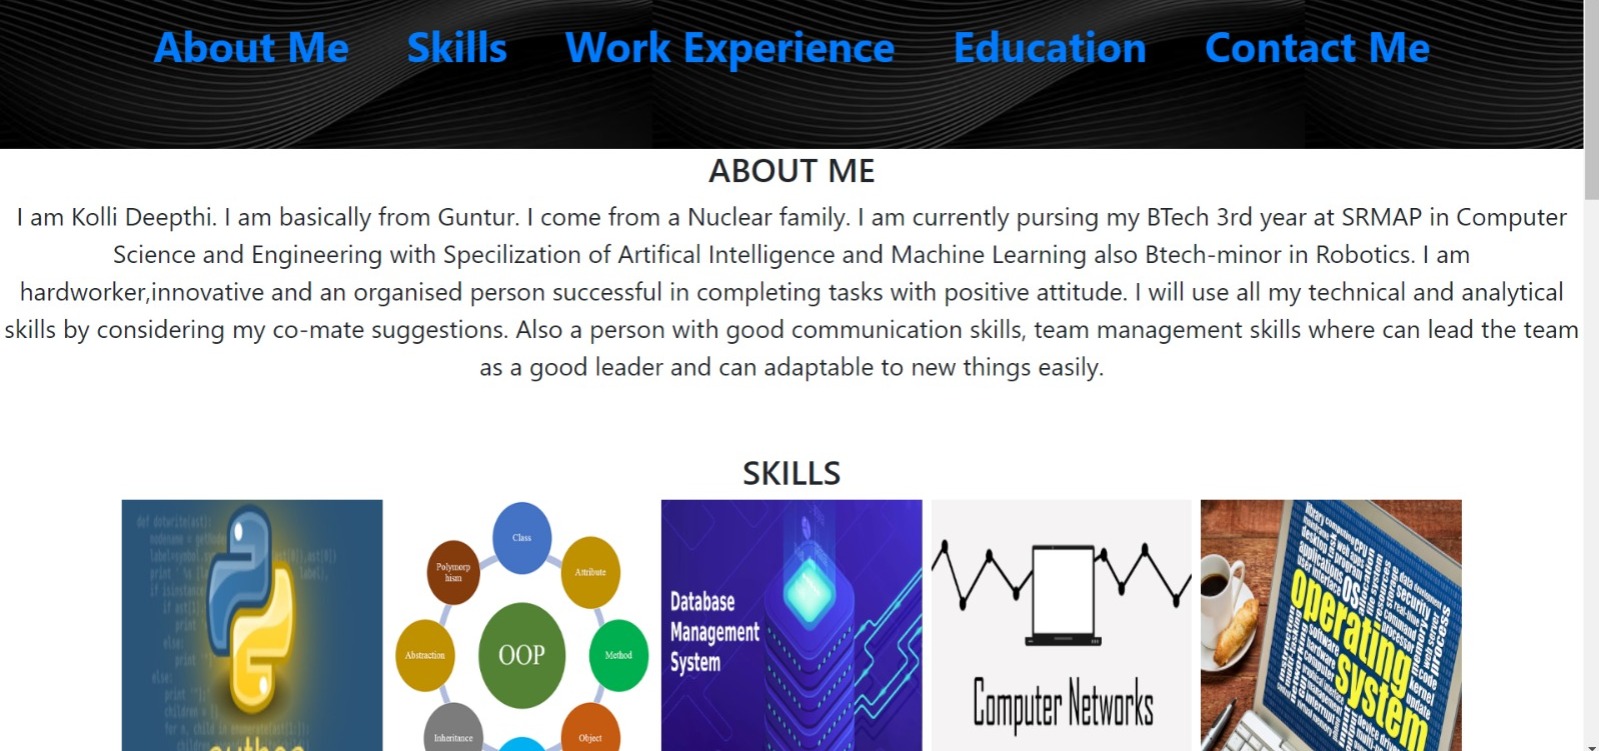 About Me Skills Work Experience Education Contact Me
ABOUT ME
I am Kolli Deepthi. I am basically from Guntur. I come from a Nuclear family. I am currently pursing my BTech 3rd year at SRMAP in Computer
Science and Engineering with Specilization of Artifical Intelligence and Machine Learning also Btech-minor in Robotics. I am
hardworker,innovative and an organised person successful in completing tasks with positive attitude. I will use all my technical and analytical
skills by considering my co-mate suggestions. Also a person with good communication skills, team management skills where can lead the team
as a good leader and can adaptable to new things easily.
SKILLS
Class
Polymorp
hism
Attribute
Abstraction
OOP
Method
Inheritance
Object
Database
Management
System
Computer Networks
operating
system